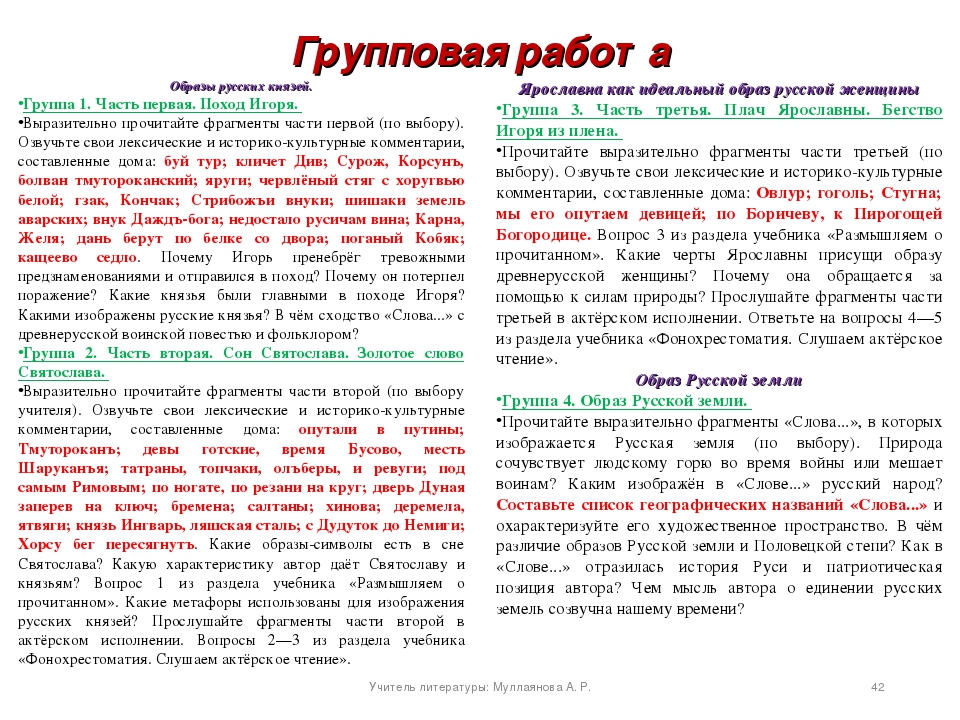 Групповая работа
Образы русских князей.
•Группа 1. Часть первая. Поход Игоря.
•Выразительно прочитайте фрагменты части первой (по выбору).
Озвучьте свои лексические и историко-культурные комментарии,
составленные дома: буй тур; кличет Див; Сурож, Корсунъ,
болван тмутороканский; яруги; червлёный стяг с хоругвью
белой; гзак, Кончак; Стрибожъи внуки; шишаки земель
аварских; внук Даждъ-бога; недостало русичам вина; Карна,
Желя; дань берут по белке со двора; поганый Кобяк;
кащеево седло. Почему Игорь пренебрёг тревожными
предзнаменованиями и отправился в поход? Почему он потерпел
поражение? Какие князья были главными в походе Игоря?
Какими изображены русские князья? В чём сходство «Слова...» с
древнерусской воинской повестью и фольклором?
•Группа 2. Часть вторая. Сон Святослава. Золотое слово
Святослава.
•Выразительно прочитайте фрагменты части второй (по выбору
учителя). Озвучьте свои лексические и историко-культурные
комментарии, составленные дома: опутали в путины;
Тмутороканъ; девы готские, время Бусово, месть
Шаруканъя; татраны, топчаки, олъберы, и ревуги; под
самым Римовым; по ногате, по резани на круг; дверь Дуная
заперев на ключ; бремена; салтаны; хинова; деремела,
ятвяги; князь Ингварь, ляшская сталь; с Дудуток до Немиги;
Хорсу бег пересягнутъ. Какие образы-символы есть в сне
Святослава? Какую характеристику автор даёт Святославу и
князьям? Вопрос 1 из раздела учебника «Размышляем о
прочитанном». Какие метафоры использованы для изображения
русских князей? Прослушайте фрагменты части второй в
актёрском исполнении. Вопросы 2—3 из раздела учебника
«Фонохрестоматия. Слушаем актёрское чтение».
Ярославна как идеальный образ русской женщины
•Группа 3. Часть третья. Плач Ярославны. Бегство
Игоря из плена.
•Прочитайте выразительно фрагменты части третьей (по
выбору). Озвучьте свои лексические и историко-культурные
комментарии, составленные дома: Овлур; гоголь; Стугна;
мы его опутаем девицей; по Боричеву, к Пирогощей
Богородице. Вопрос 3 из раздела учебника «Размышляем о
прочитанном». Какие черты Ярославны присущи образу
древнерусской женщины? Почему она обращается за
помощью к силам природы? Прослушайте фрагменты части
третьей в актёрском исполнении. Ответьте на вопросы 4—5
из раздела учебника «Фонохрестоматия. Слушаем актёрское
чтение».
Образ Русской земли
•Группа 4. Образ Русской земли.
•Прочитайте выразительно фрагменты «Слова...», в которых
изображается Русская земля (по выбору). Природа
сочувствует людскому горю во время войны или мешает
воинам? Каким изображён в «Слове...» русский народ?
Составьте список географических названий «Слова...» и
охарактеризуйте его художественное пространство. В чём
различие образов Русской земли и Половецкой степи? Как в
«Слове...» отразилась история Руси и патриотическая
позиция автора? Чем мысль автора о единении русских
земель созвучна нашему времени?
Учитель литературы: Муллаянова А. Р.
42